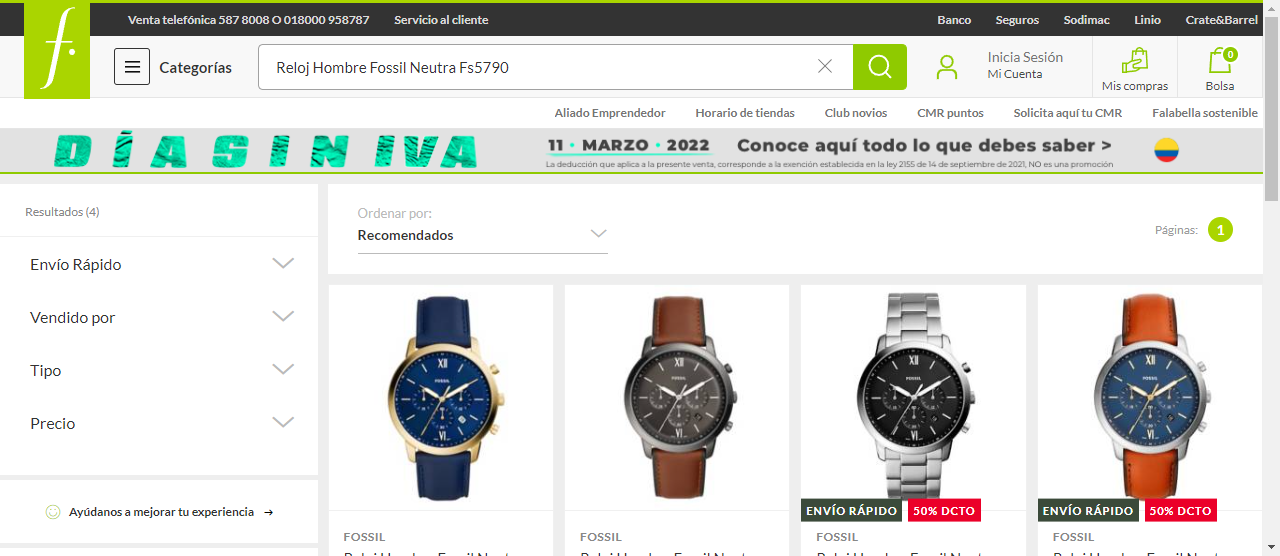 Venta telefónica 587 8008 O 018000 958787 Servicio al cliente Banco Seguros Sodimac Linio Crate&Barrel
f.
Categorías
Reloj Hombre Fossil Neutra Fs5790
Inicia Sesión
Mi Cuenta
Mis compras
0
Bolsa
Aliado Emprendedor Horario de tiendas Club novios CMR puntos Solicita aquí tu CMR Falabella sostenible
DÍA SIN IVA
11 · MARZO · 2022
Conoce aquí todo lo que debes saber >
La deducción que aplica a la presente venta, corresponde a la exención establecida en la ley 2155 de 14 de septiembre de 2021, NO es una promoción
Resultados (4)
Envío Rápido
Vendido por
Tipo
Precio
Ayúdanos a mejorar tu experiencia →
Ordenar por:
Recomendados
Páginas: 1
ENVÍO RÁPIDO 50% DCTO
ENVÍO RÁPIDO 50% DCTO
FOSSIL
FOSSIL
FOSSIL
FOSSIL